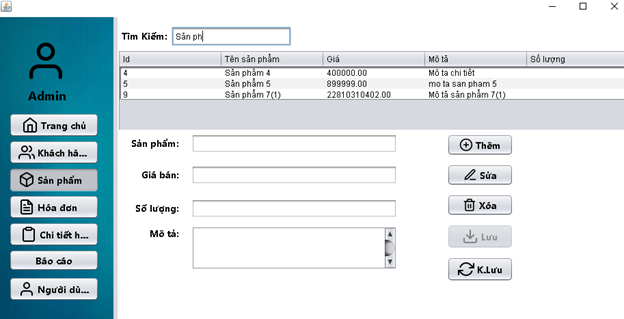 Tìm Kiếm: Sản ph
Id Tên sản phẩm Giá Mô tả Số lượng
4 Sản phẩm 4 400000.00 Mô ta chi tiết
5 Sản phẩm 5 899999.00 mo ta san pham 5
9 Sản phẩm 7(1) 22810310402.00 Mô tả sản phẩm 7(1)
Admin
Trang chủ
Khách hà...
Sản phẩm
Hóa đơn
Chi tiết h...
Báo cáo
Người dù...
Sản phẩm:
Giá bán:
Số lượng:
Mô tả:
Thêm
Sửa
Xóa
Lưu
K.Lưu